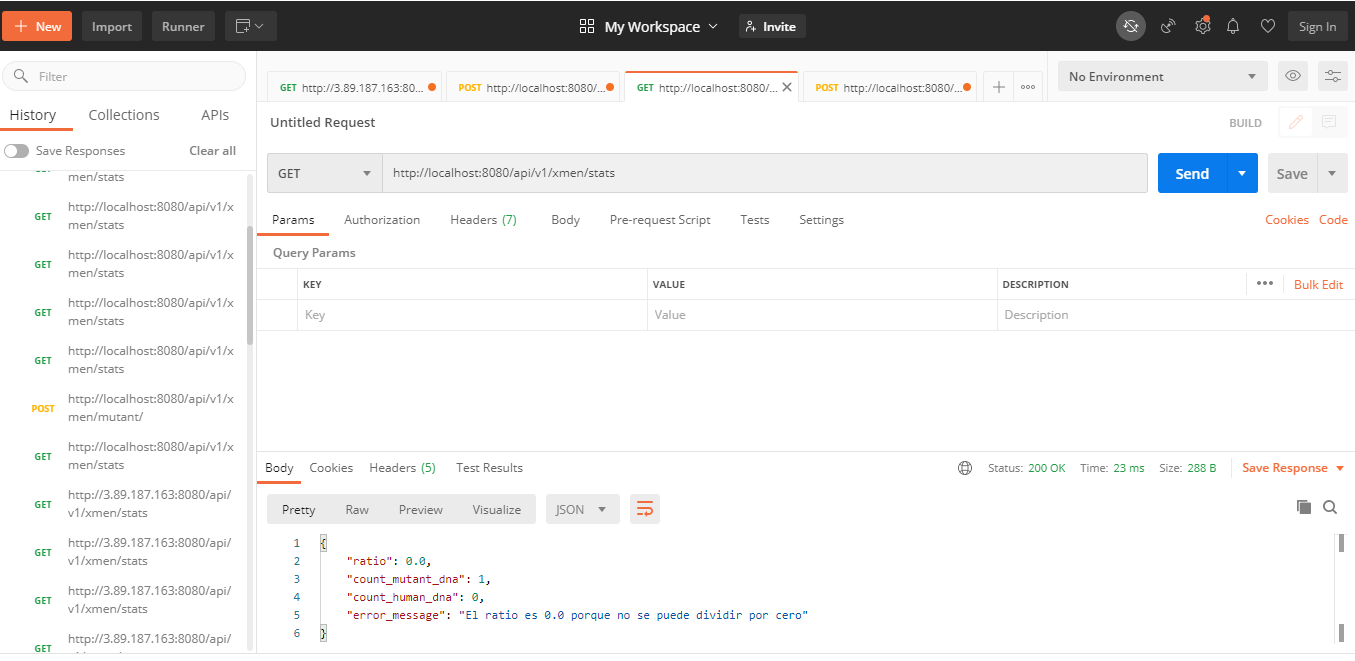 New
Import
Runner
My Workspace
Invite
Sign In
Filter
History
Collections
APIs
Save Responses
Clear all
men/stats
GET http://localhost:8080/api/v1/x
men/stats
GET http://localhost:8080/api/v1/x
men/stats
GET http://localhost:8080/api/v1/x
men/stats
GET http://localhost:8080/api/v1/x
men/stats
POST http://localhost:8080/api/v1/x
men/mutant/
GET http://localhost:8080/api/v1/x
men/stats
GET http://3.89.187.163:8080/api/
v1/xmen/stats
GET http://3.89.187.163:8080/api/
v1/xmen/stats
GET http://3.89.187.163:8080/api/
v1/xmen/stats
GET http://3.89.187.163:8080/api/
GET http://3.89.187.163:80...
POST http://localhost:8080/...
GET http://localhost:8080/...
POST http://localhost:8080/...
No Environment
Untitled Request
BUILD
GET
http://localhost:8080/api/v1/xmen/stats
Send
Save
Params
Authorization
Headers (7)
Body
Pre-request Script
Tests
Settings
Cookies
Code
Query Params
KEY
VALUE
DESCRIPTION
Bulk Edit
Key
Value
Description
Body
Cookies
Headers (5)
Test Results
Status: 200 OK
Time: 23 ms
Size: 288 B
Save Response
Pretty
Raw
Preview
Visualize
JSON
1 {
2 "ratio": 0.0,
3 "count_mutant_dna": 1,
4 "count_human_dna": 0,
5 "error_message": "El ratio es 0.0 porque no se puede dividir por cero"
6 }